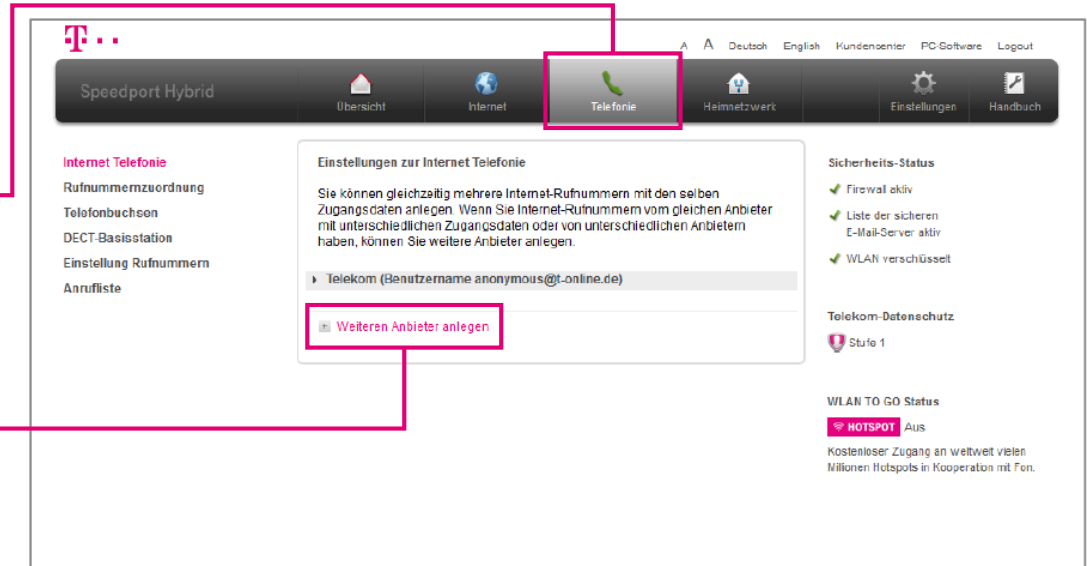 T
A A Deutsch English Kundencenter PC-Software Logout
Speedport Hybrid
Übersicht Internet Telefonie Heimnetzwerk Einstellungen Handbuch
Internet Telefonie
Rufnummernzuordnung
Telefonbuchsen
DECT-Basisstation
Einstellung Rufnummern
Anrufliste
Einstellungen zur Internet Telefonie
Sie können gleichzeitig mehrere Internet-Rufnummern mit den selben
Zugangsdaten anlegen. Wenn Sie Internet-Rufnummern vom gleichen Anbieter
mit unterschiedlichen Zugangsdaten oder von unterschiedlichen Anbietern
haben, können Sie weitere Anbieter anlegen.
Telekom (Benutzername anonymous@t-online.de)
Weiteren Anbieter anlegen
Sicherheits-Status
Firewall aktiv
Liste der sicheren
E-Mail-Server aktiv
WLAN verschlüsselt
Telekom-Datenschutz
Stufe 1
WLAN TO GO Status
HOTSPOT Aus
Kostenloser Zugang an weltweit vielen
Millionen Hotspots in Kooperation mit Fon.